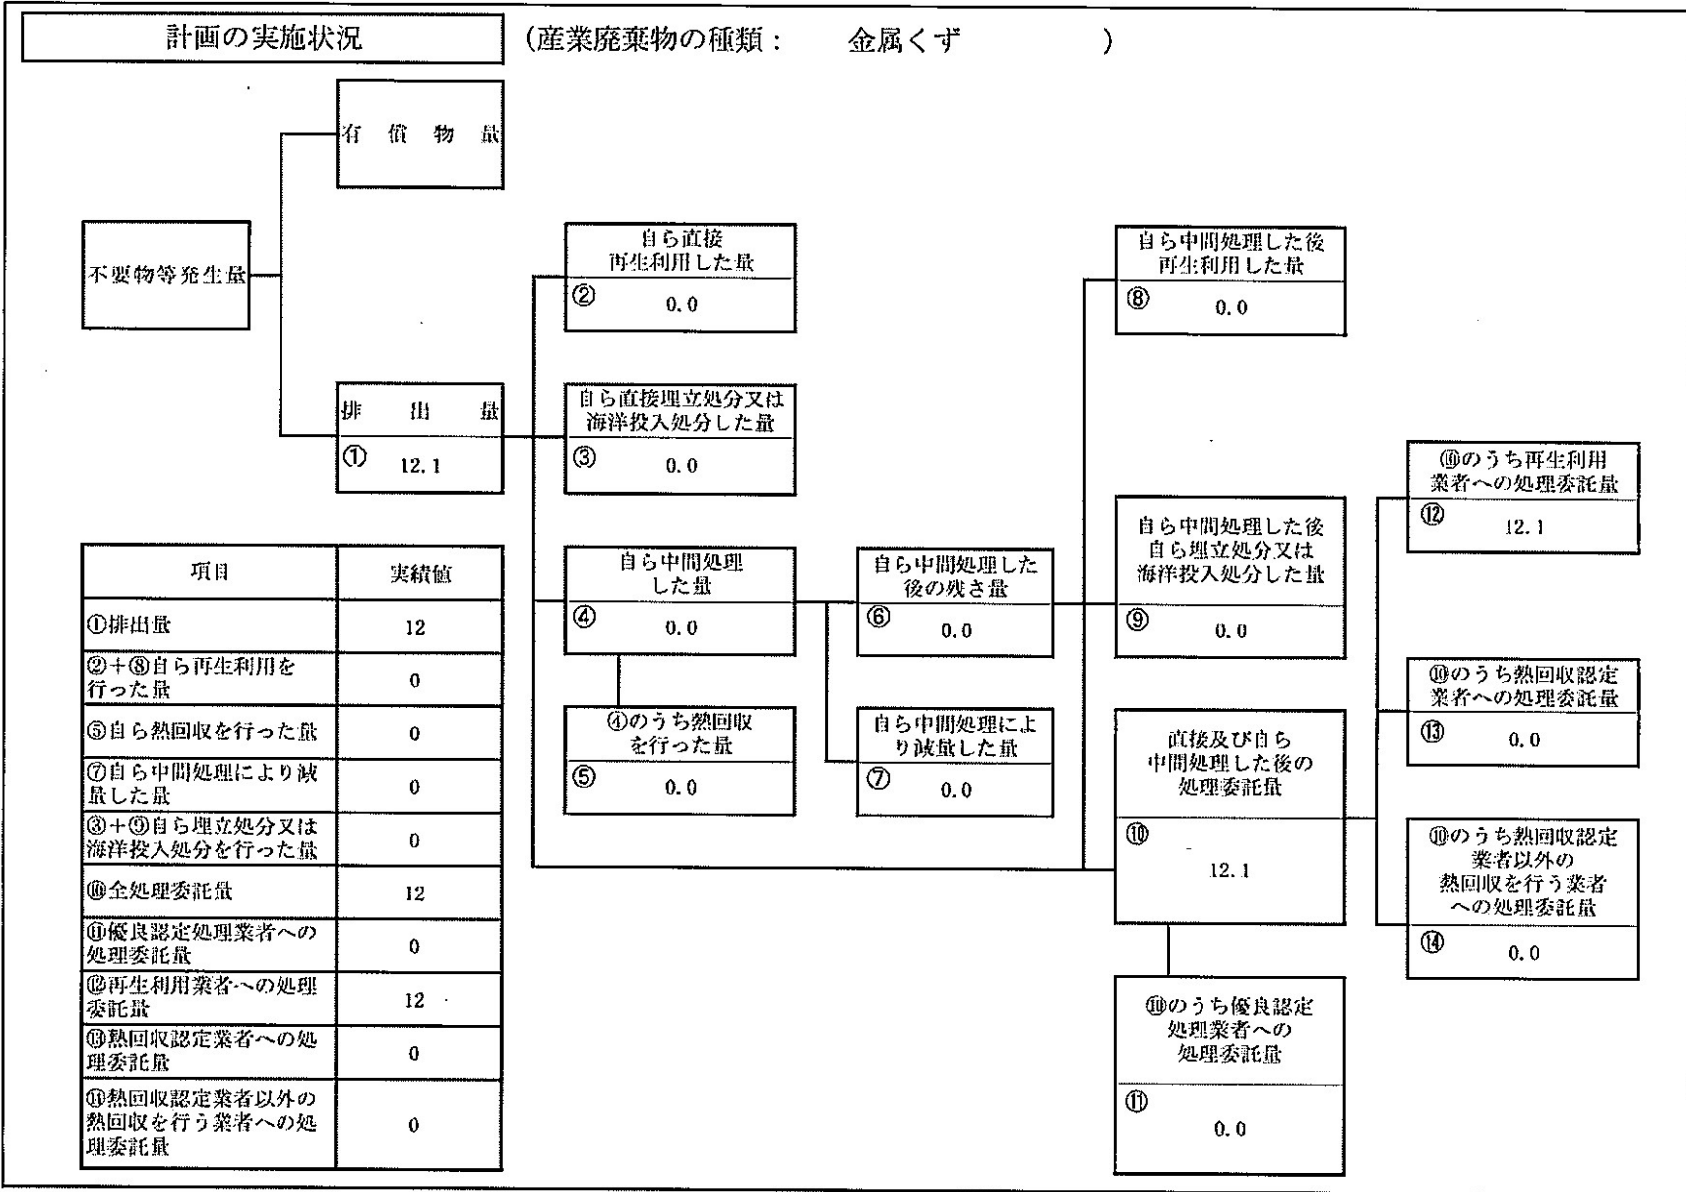 計画の実施状況 (産業廃棄物の種類： 金属くず )
有償物量
不要物等発生量
排出量
① 12.1
自ら直接
再生利用した量
② 0.0
自ら直接埋立処分又は
海洋投入処分した量
③ 0.0
自ら中間処理
した量
④ 0.0
④のうち熱回収
を行った量
⑤ 0.0
自ら中間処理した
後の残さ量
⑥ 0.0
自ら中間処理によ
り減量した量
⑦ 0.0
自ら中間処理した後
再生利用した量
⑧ 0.0
自ら中間処理した後
自ら埋立処分又は
海洋投入処分した量
⑨ 0.0
直接及び自ら
中間処理した後の
処理委託量
⑩
12.1
⑩のうち優良認定
処理業者への
処理委託量
⑪
0.0
⑩のうち再生利用
業者への処理委託量
⑫ 12.1
⑩のうち熱回収認定
業者への処理委託量
⑬ 0.0
⑩のうち熱回収認定
業者以外の
熱回収を行う業者
への処理委託量
⑭ 0.0
項目 実績値
①排出量 12
②＋⑧自ら再生利用を
行った量 0
⑤自ら熱回収を行った量 0
⑦自ら中間処理により減
量した量 0
③＋⑨自ら埋立処分又は
海洋投入処分を行った量 0
⑩全処理委託量 12
⑪優良認定処理業者への
処理委託量 0
⑫再生利用業者への処理
委託量 12
⑬熱回収認定業者への処
理委託量 0
⑭熱回収認定業者以外の
熱回収を行う業者への処
理委託量 0